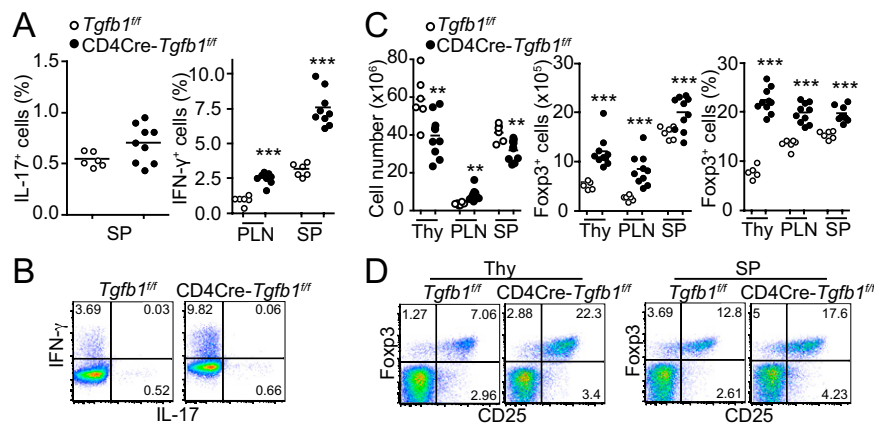 A
Tgfb1f/f
CD4Cre-Tgfb1f/f
IL-17+ cells (%)
1.5
1.0
0.5
0.0
SP
IFN-γ+ cells (%)
10.0
7.5
5.0
2.5
0.0
***
***
PLN SP
C
Tgfb1f/f
CD4Cre-Tgfb1f/f
Cell number (x10⁶)
80
60
40
20
0
**
**
**
Thy PLN SP
Foxp3+ cells (x10⁵)
30
20
10
0
***
***
***
Thy PLN SP
Foxp3+ cells (%)
30
20
10
0
***
***
***
Thy PLN SP
B
Tgfb1f/f CD4Cre-Tgfb1f/f
IFN-γ
3.69 0.03
0.52
9.82 0.06
0.66
IL-17
D
Thy
Tgfb1f/f CD4Cre-Tgfb1f/f
Foxp3
1.27 7.06
2.96
2.88 22.3
3.4
CD25
SP
Tgfb1f/f CD4Cre-Tgfb1f/f
Foxp3
3.69 12.8
2.61
5 17.6
4.23
CD25